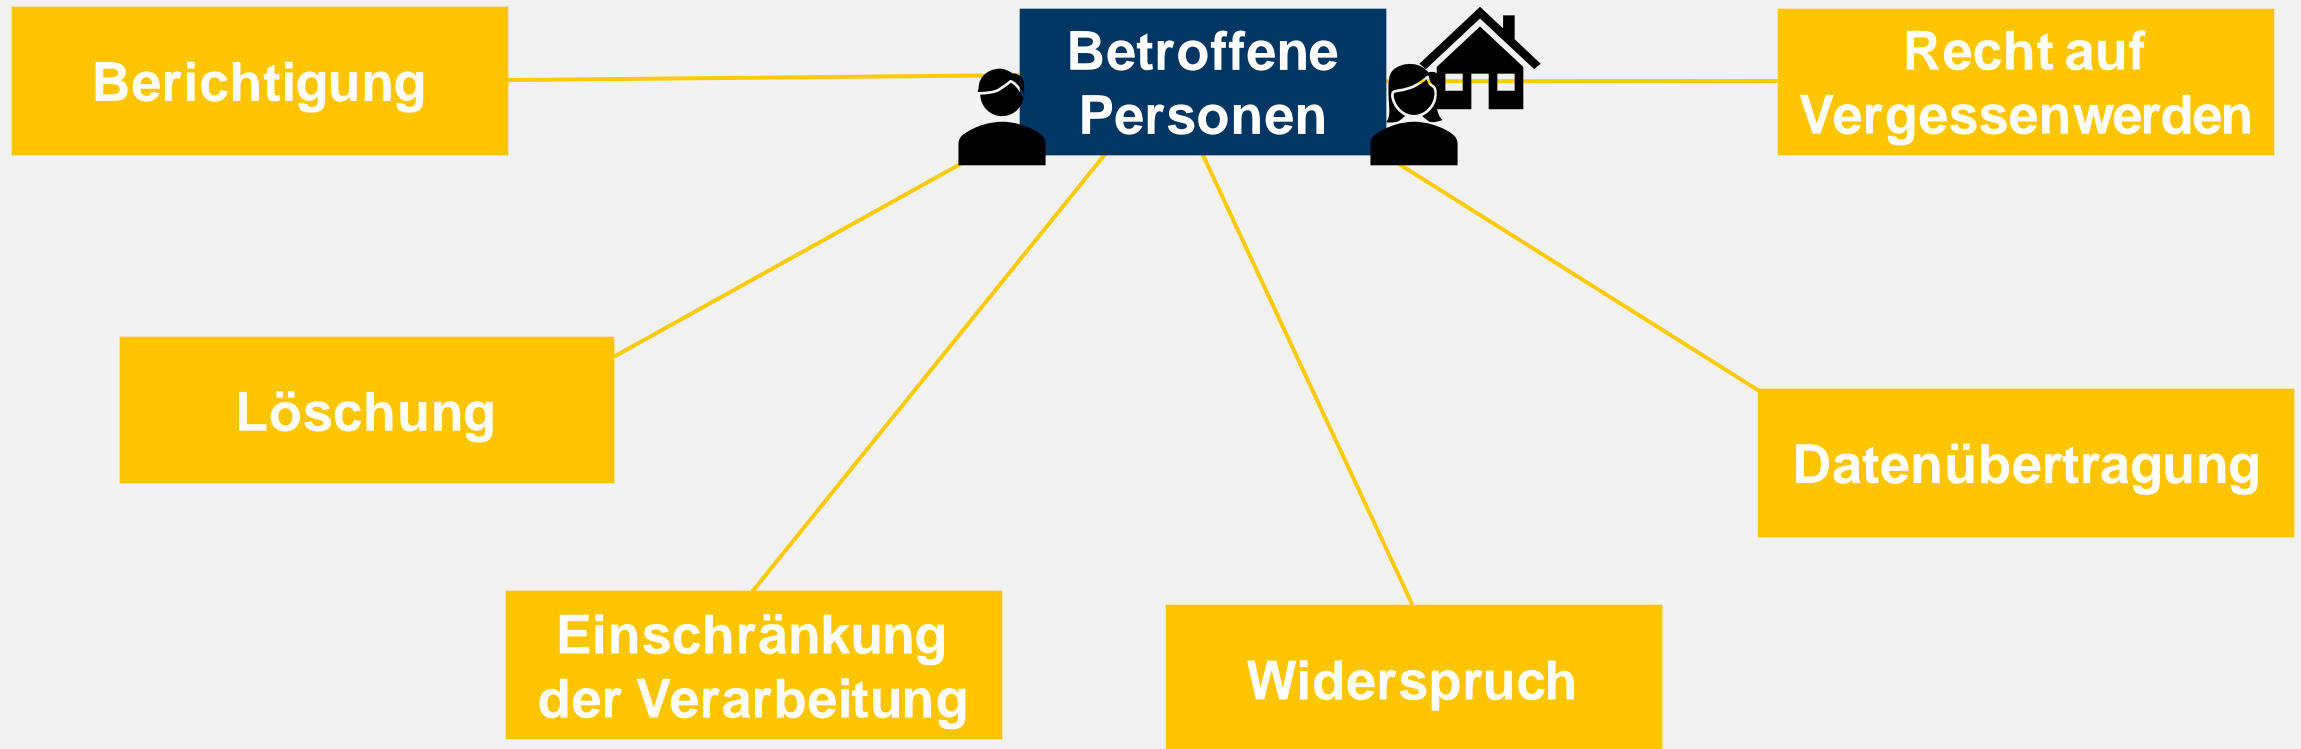 Berichtigung
Betroffene
Personen
Recht auf
Vergessenwerden
Löschung
Datenübertragung
Einschränkung
der Verarbeitung
Widerspruch